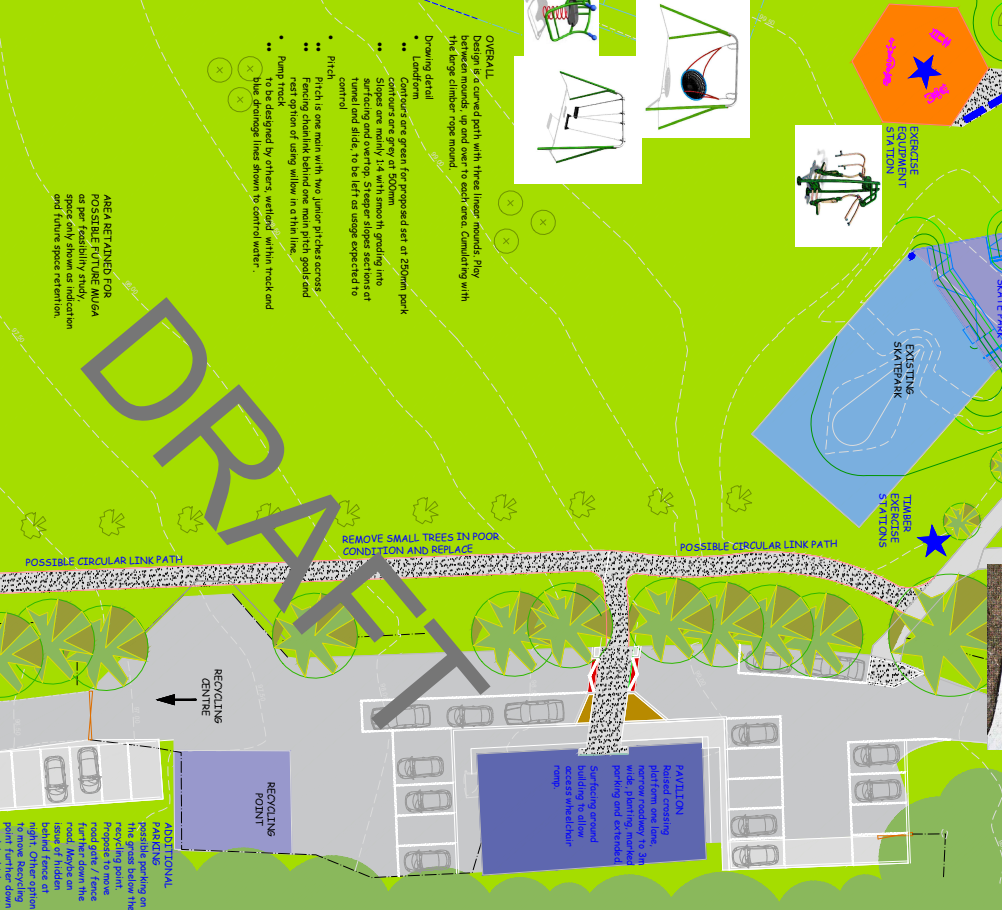 OVERALL
Design is a curved path with three linear mounds. Play
between mounds, up and over to each area. Cumulating with
the large climber rope mound.
Drawing detail
• Landform
•• Contours are green for proposed set at 250mm park
contours are grey at 500mm
•• Slopes are mainly 1:4 with smooth grading into
surfacing and overtop. Steeper slopes sections at
tunnel and slide, to be left as usage expected to
control
• Pitch
•• Pitch is one main with two junior pitches across
•• Fencing chainlink behind one main pitch goals and
rest option of using willow in a thin line.
• Pump track
•• to be designed by others, wetland within track and
blue drainage lines shown to control water.
AREA RETAINED FOR
POSSIBLE FUTURE MUGA
as per feasibility study,
space only shown as indication
and future space retention.
EXERCISE
EQUIPMENT
STATION
SKATE PARK
EXISTING
SKATEPARK
TIMBER
EXERCISE
STATIONS
DRAFT
POSSIBLE CIRCULAR LINK PATH
REMOVE SMALL TREES IN POOR
CONDITION AND REPLACE
POSSIBLE CIRCULAR LINK PATH
RECYCLING
CENTRE
RECYCLING
POINT
PAVILION
Raised crossing
platform one lane,
narrow roadway to 3m
wide, planting, marked
parking and extended.
Surfacing around
building to allow
access wheelchair
ramp.
ADDITIONAL
PARKING
possible parking on
the grass below the
recycling point.
Propose to move
road gate / fence
further down the
road. Maybe an
issue of hidden
behind fence at
night. Other option
to move Recycling
point further down